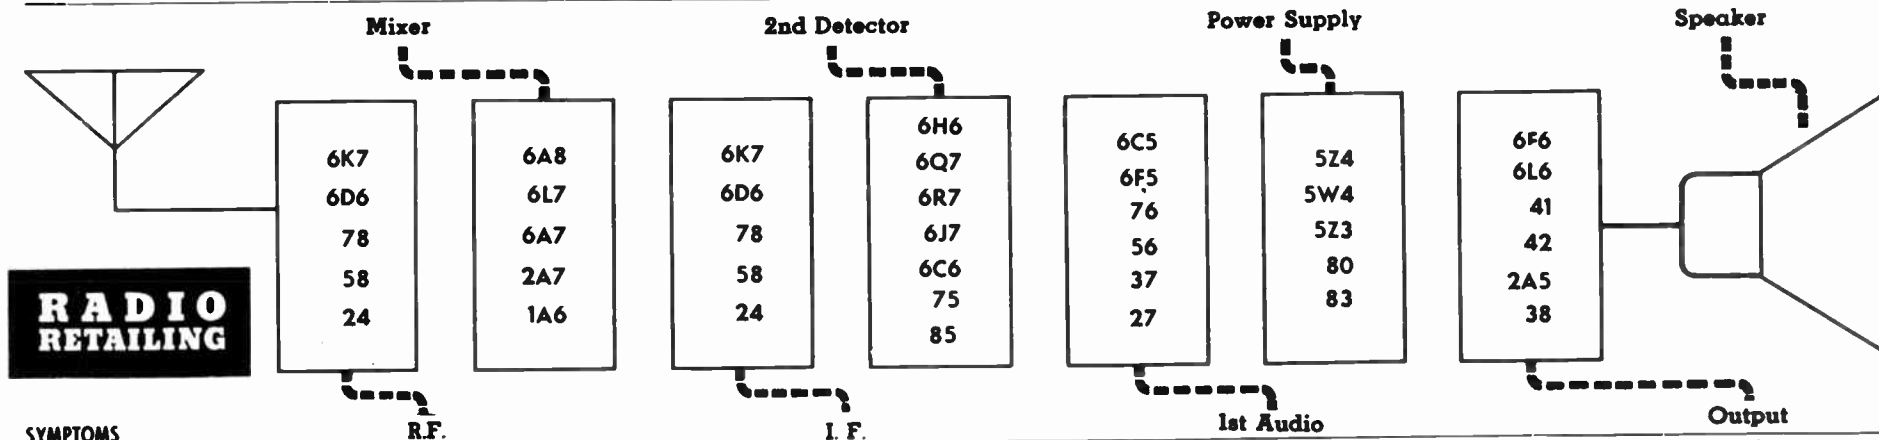 Mixer
2nd Detector
Power Supply
Speaker
6K7
6D6
78
58
24
6A8
6L7
6A7
2A7
1A6
6K7
6D6
78
58
24
6H6
6Q7
6R7
6J7
6C6
75
85
6C5
6F5
76
56
37
27
5Z4
5W4
5Z3
80
83
6F6
6L6
41
42
2A5
38
RADIO
RETAILING
R.F.
I. F.
1st Audio
Output
SYMPTOMS